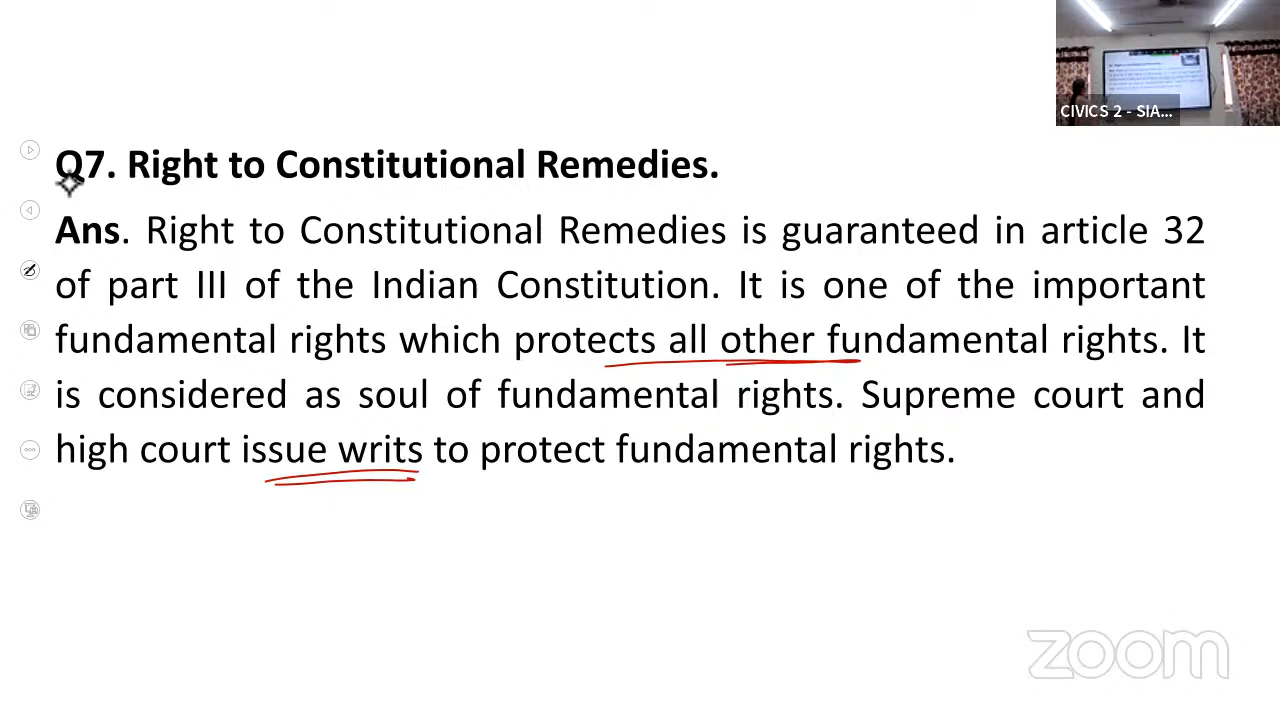 CIVICS 2 - SIA...
Q7. Right to Constitutional Remedies.
Ans. Right to Constitutional Remedies is guaranteed in article 32
of part III of the Indian Constitution. It is one of the important
fundamental rights which protects all other fundamental rights. It
is considered as soul of fundamental rights. Supreme court and
high court issue writs to protect fundamental rights.
zoom